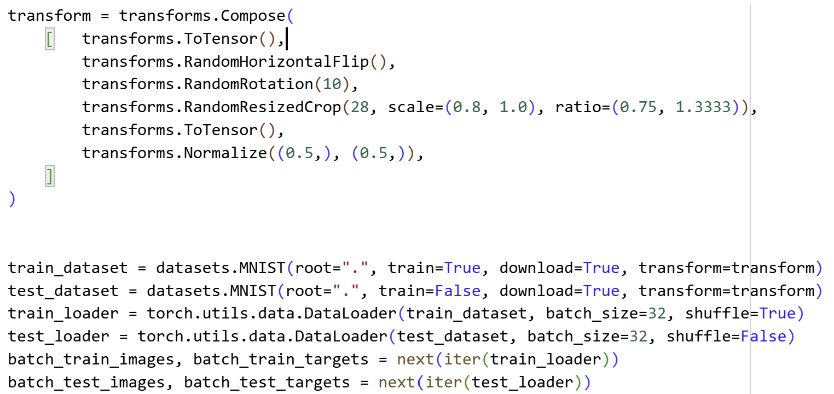 transform = transforms.Compose(
    [   transforms.ToTensor(),
        transforms.RandomHorizontalFlip(),
        transforms.RandomRotation(10),
        transforms.RandomResizedCrop(28, scale=(0.8, 1.0), ratio=(0.75, 1.3333)),
        transforms.ToTensor(),
        transforms.Normalize((0.5,), (0.5,)),
    ]
)
train_dataset = datasets.MNIST(root=".", train=True, download=True, transform=transform)
test_dataset = datasets.MNIST(root=".", train=False, download=True, transform=transform)
train_loader = torch.utils.data.DataLoader(train_dataset, batch_size=32, shuffle=True)
test_loader = torch.utils.data.DataLoader(test_dataset, batch_size=32, shuffle=False)
batch_train_images, batch_train_targets = next(iter(train_loader))
batch_test_images, batch_test_targets = next(iter(test_loader))